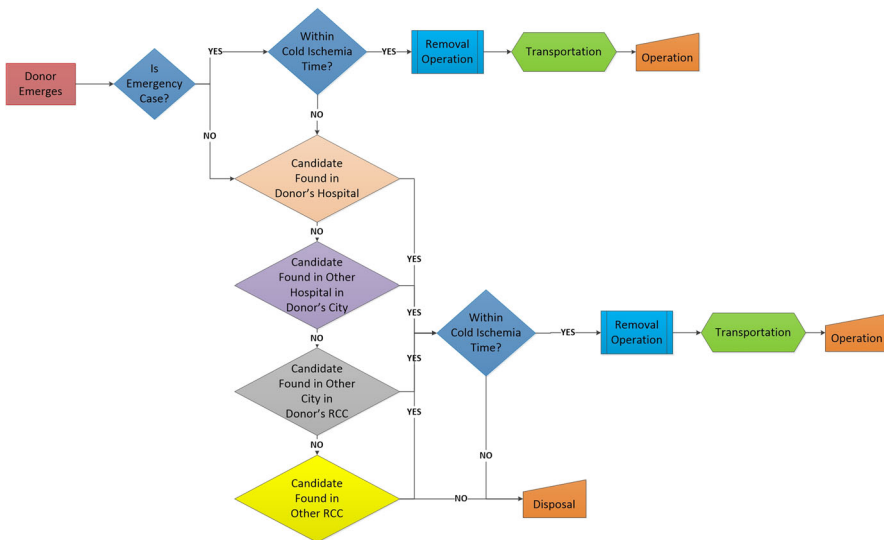 Donor
Emerges
Is
Emergency
Case?
YES
NO
Within
Cold Ischemia
Time?
YES
NO
Removal
Operation
Transportation
Operation
Candidate
Found in
Donor's Hospital
NO
YES
Candidate
Found in Other
Hospital in
Donor's City
NO
YES
Candidate
Found in Other
City in
Donor's RCC
NO
YES
Candidate
Found in
Other RCC
YES
NO
Within
Cold Ischemia
Time?
YES
NO
Removal
Operation
Transportation
Operation
Disposal